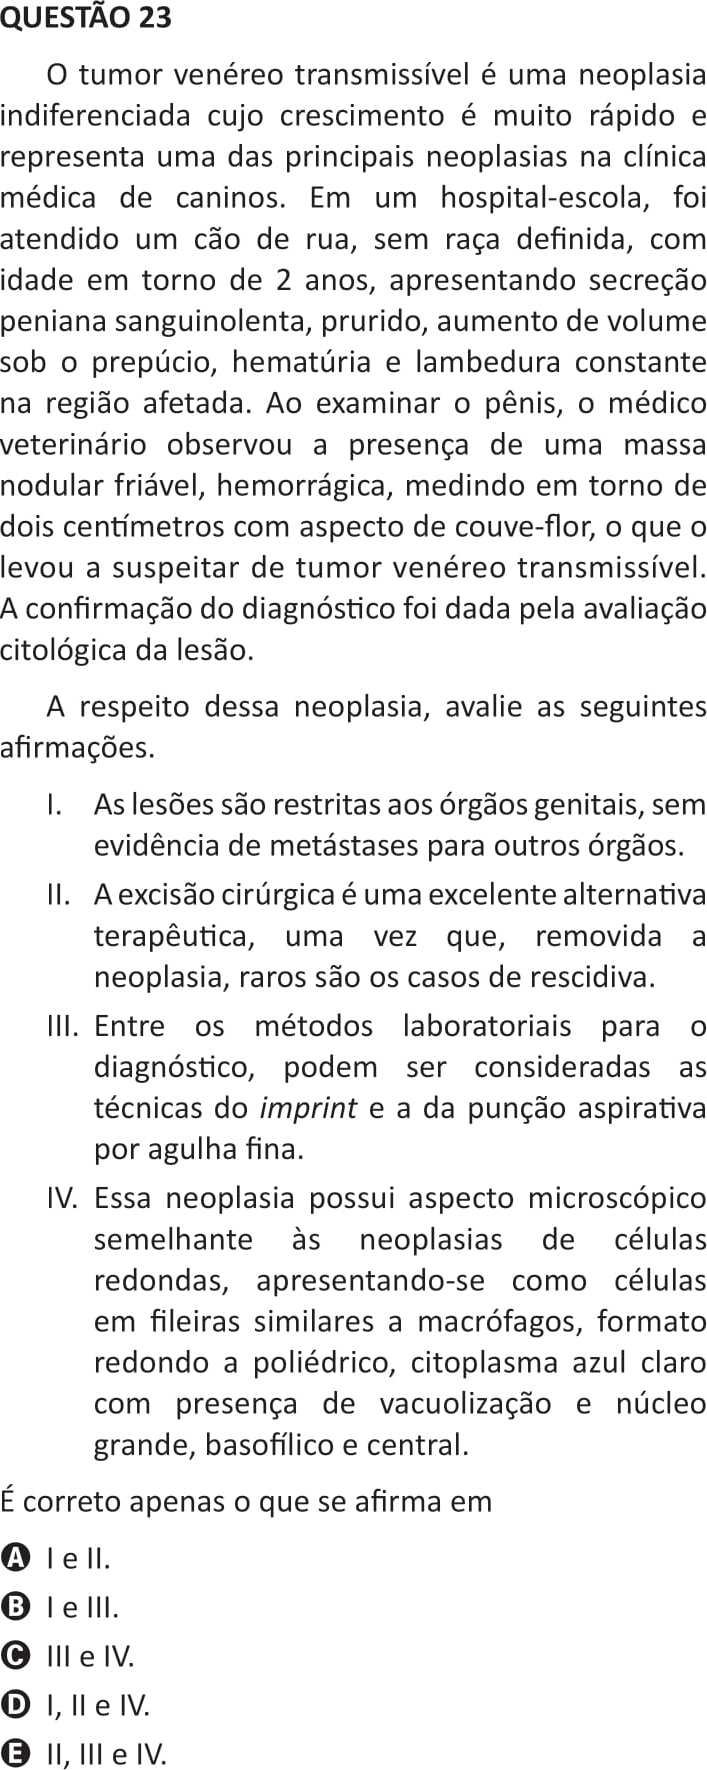 QUESTÃO 23
O tumor venéreo transmissível é uma neoplasia
indiferenciada cujo crescimento é muito rápido e
representa uma das principais neoplasias na clínica
médica de caninos. Em um hospital-escola, foi
atendido um cão de rua, sem raça definida, com
idade em torno de 2 anos, apresentando secreção
peniana sanguinolenta, prurido, aumento de volume
sob o prepúcio, hematúria e lambedura constante
na região afetada. Ao examinar o pênis, o médico
veterinário observou a presença de uma massa
nodular friável, hemorrágica, medindo em torno de
dois centímetros com aspecto de couve-flor, o que o
levou a suspeitar de tumor venéreo transmissível.
A confirmação do diagnóstico foi dada pela avaliação
citológica da lesão.
A respeito dessa neoplasia, avalie as seguintes
afirmações.
I. As lesões são restritas aos órgãos genitais, sem
evidência de metástases para outros órgãos.
II. A excisão cirúrgica é uma excelente alternativa
terapêutica, uma vez que, removida a
neoplasia, raros são os casos de rescidiva.
III. Entre os métodos laboratoriais para o
diagnóstico, podem ser consideradas as
técnicas do imprint e a da punção aspirativa
por agulha fina.
IV. Essa neoplasia possui aspecto microscópico
semelhante às neoplasias de células
redondas, apresentando-se como células
em fileiras similares a macrófagos, formato
redondo a poliédrico, citoplasma azul claro
com presença de vacuolização e núcleo
grande, basofílico e central.
É correto apenas o que se afirma em
A I e II.
B I e III.
C III e IV.
D I, II e IV.
E II, III e IV.